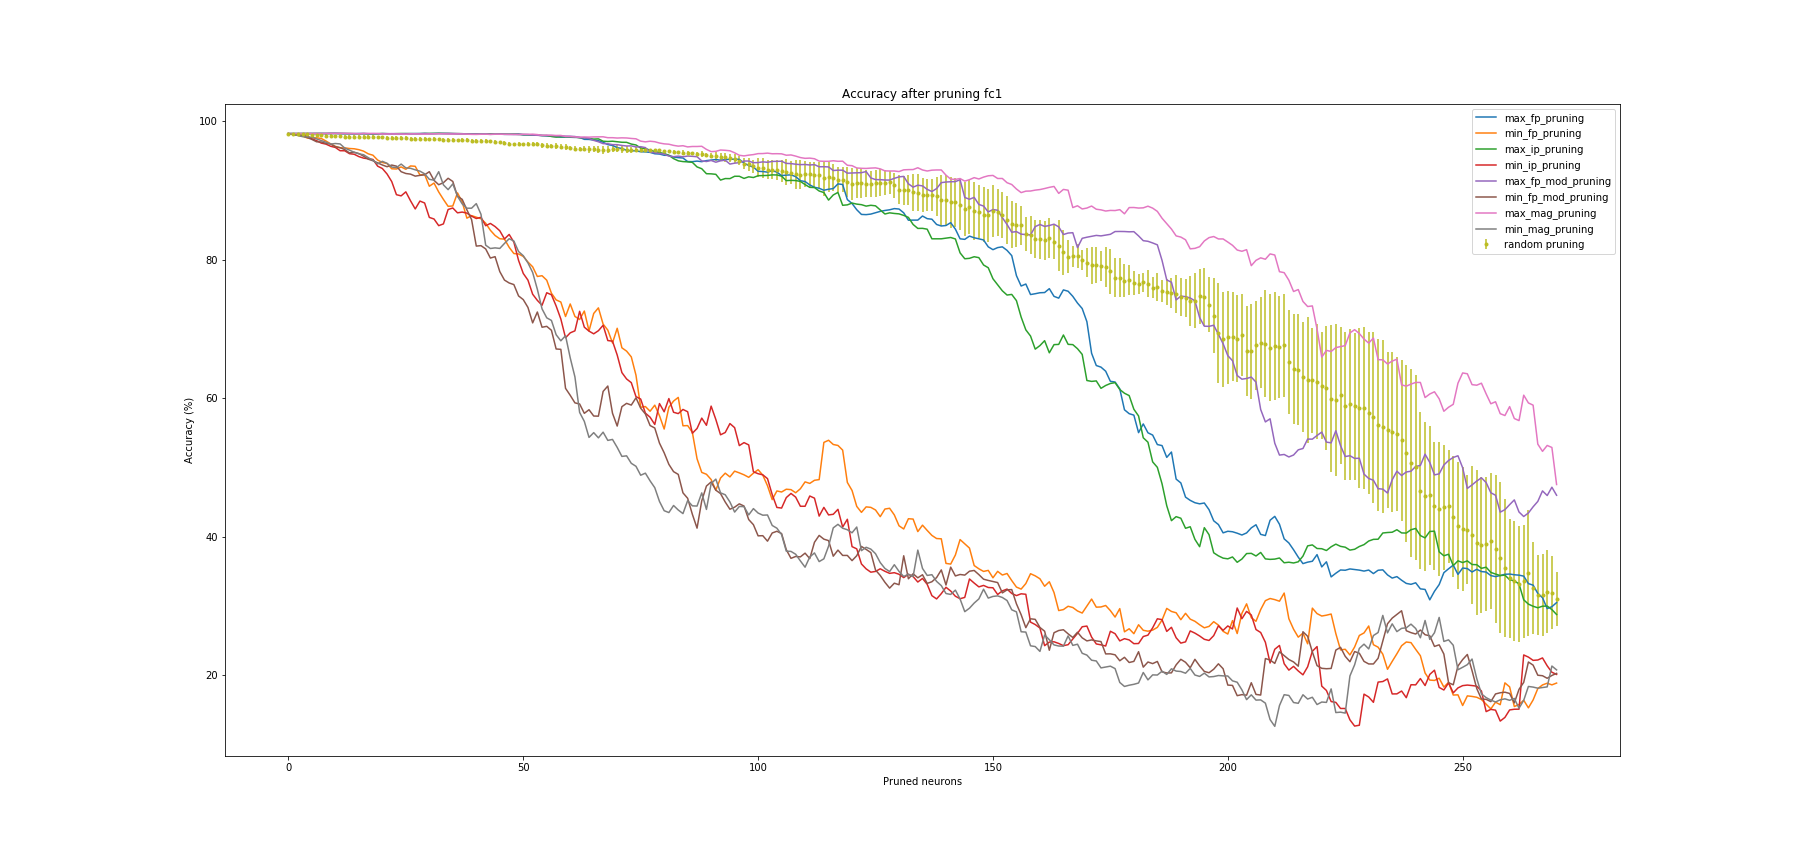 Accuracy after pruning fc1
100
80
60
40
20
Accuracy (%)
0
50
100
150
200
250
Pruned neurons
max_fp_pruning
min_fp_pruning
max_ip_pruning
min_ip_pruning
max_fp_mod_pruning
min_fp_mod_pruning
max_mag_pruning
min_mag_pruning
random pruning